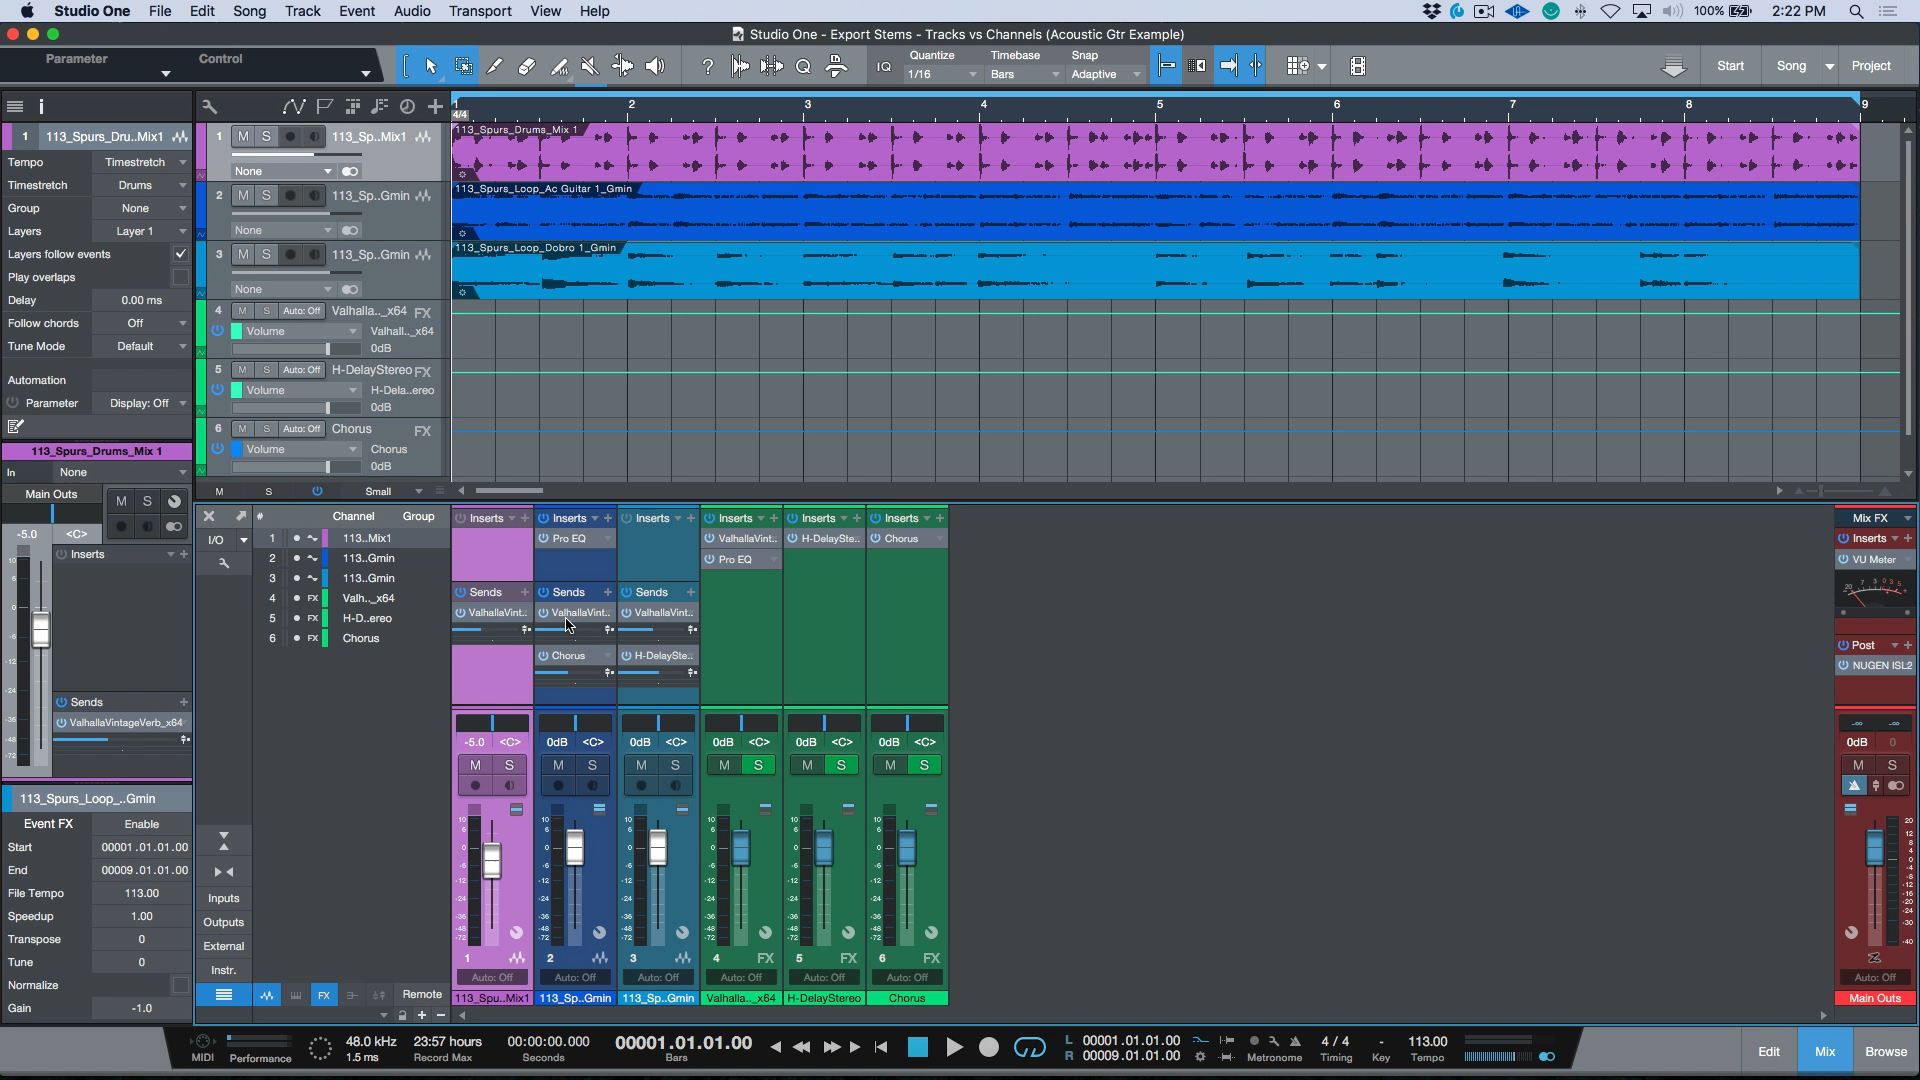 Studio One File Edit Song Track Event Audio Transport View Help 100% 2:22 PM
Studio One - Export Stems - Tracks vs Channels (Acoustic Gtr Example)
Parameter Control
IQ
Quantize Timebase Snap
1/16 Bars Adaptive
Start Song Project
1 2 3 4 5 6 7 8 9
4/4
1 113_Spurs_Dru..Mix1
Tempo Timestretch
Timestretch Drums
Group None
Layers Layer 1
Layers follow events
Play overlaps
Delay 0.00 ms
Follow chords Off
Tune Mode Default
Automation
Parameter Display: Off
1 M S 113_Sp..Mix1
None
2 M S 113_Sp..Gmin
None
3 M S 113_Sp..Gmin
None
4 M S Auto: Off Valhalla.._x64 FX
Volume Valhall.._x64
0dB
5 M S Auto: Off H-DelayStereo FX
Volume H-Dela..ereo
0dB
6 M S Auto: Off Chorus FX
Volume Chorus
0dB
M S Small
113_Spurs_Drums_Mix 1
113_Spurs_Loop_Ac Guitar 1_Gmin
113_Spurs_Loop_Dobro 1_Gmin
113_Spurs_Drums_Mix 1
In None
Main Outs M S
-5.0 <C>
Inserts
Sends
ValhallaVintageVerb_x64
113_Spurs_Loop_..Gmin
Event FX Enable
Start 00001.01.01.00
End 00009.01.01.00
File Tempo 113.00
Speedup 1.00
Transpose 0
Tune 0
Normalize
Gain -1.0
# Channel Group
I/O
1 113..Mix1
2 113..Gmin
3 113..Gmin
4 FX Valh.._x64
5 FX H-D..ereo
6 FX Chorus
Inputs
Outputs
External
Instr.
FX Remote
Inserts Inserts Inserts Inserts Inserts Inserts
Pro EQ ValhallaVint.. H-DelaySte.. Chorus
Pro EQ
Sends Sends Sends
ValhallaVint.. ValhallaVint.. ValhallaVint..
Chorus H-DelaySte..
-5.0 <C> 0dB <C> 0dB <C> 0dB <C> 0dB <C> 0dB <C>
M S M S M S M S M S M S
1 2 3 4 FX 5 FX 6 FX
Auto: Off Auto: Off Auto: Off Auto: Off Auto: Off Auto: Off
113_Spu..Mix1 113_Sp..Gmin 113_Sp..Gmin Valhalla.._x64 H-DelayStereo Chorus
Mix FX
Inserts
VU Meter
Post
NUGEN ISL2
0dB 0
M S
Auto: Off
Main Outs
MIDI Performance
48.0 kHz
1.5 ms
23:57 hours
Record Max
00:00:00.000
Seconds
00001.01.01.00
Bars
L 00001.01.01.00
R 00009.01.01.00
Metronome
4 / 4
Timing
-
Key
113.00
Tempo
Edit Mix Browse